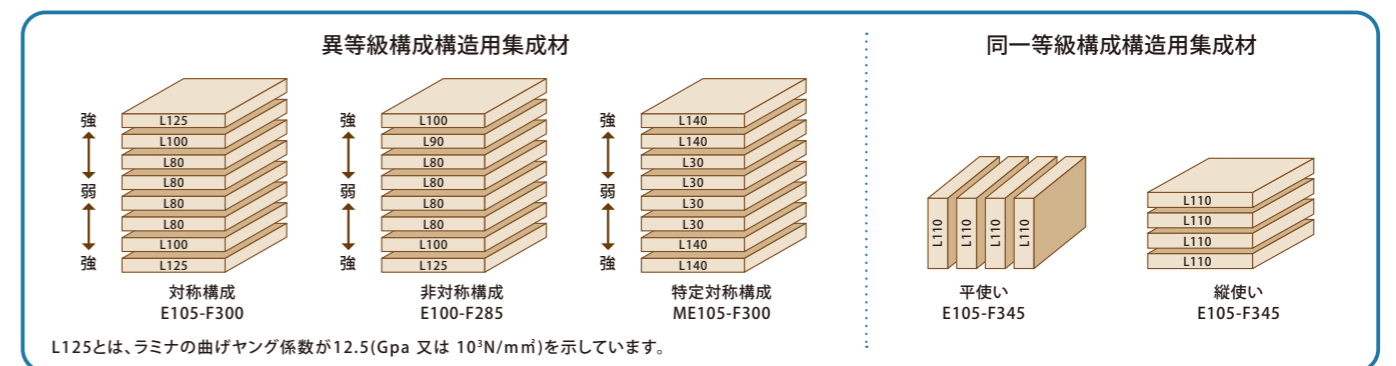 異等級構成構造用集成材
強
弱
強
L125
L100
L80
L80
L80
L80
L100
L125
対称構成
E105-F300
強
弱
強
L100
L90
L80
L80
L80
L80
L100
L125
非対称構成
E100-F285
強
弱
強
L140
L140
L30
L30
L30
L30
L140
L140
特定対称構成
ME105-F300
L125とは、ラミナの曲げヤング係数が12.5(Gpa 又は 10³N/m㎡)を示しています。
同一等級構成構造用集成材
L110
L110
L110
L110
平使い
E105-F345
L110
L110
L110
L110
縦使い
E105-F345